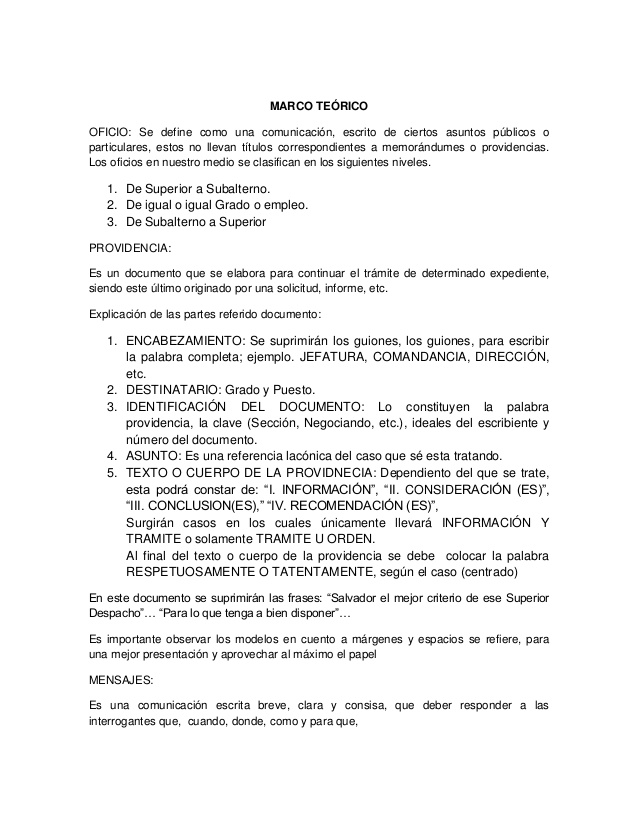 MARCO TEÓRICO
OFICIO: Se define como una comunicación, escrito de ciertos asuntos públicos o
particulares, estos no llevan títulos correspondientes a memorándumes o providencias.
Los oficios en nuestro medio se clasifican en los siguientes niveles.
1. De Superior a Subalterno.
2. De igual o igual Grado o empleo.
3. De Subalterno a Superior
PROVIDENCIA:
Es un documento que se elabora para continuar el trámite de determinado expediente,
siendo este último originado por una solicitud, informe, etc.
Explicación de las partes referido documento:
1. ENCABEZAMIENTO: Se suprimirán los guiones, los guiones, para escribir
la palabra completa; ejemplo. JEFATURA, COMANDANCIA, DIRECCIÓN,
etc.
2. DESTINATARIO: Grado y Puesto.
3. IDENTIFICACIÓN DEL DOCUMENTO: Lo constituyen la palabra
providencia, la clave (Sección, Negociando, etc.), ideales del escribiente y
número del documento.
4. ASUNTO: Es una referencia lacónica del caso que sé esta tratando.
5. TEXTO O CUERPO DE LA PROVIDNECIA: Dependiento del que se trate,
esta podrá constar de: “I. INFORMACIÓN”, “II. CONSIDERACIÓN (ES)”,
“III. CONCLUSION(ES),” “IV. RECOMENDACIÓN (ES)”,
Surgirán casos en los cuales únicamente llevará INFORMACIÓN Y
TRAMITE o solamente TRAMITE U ORDEN.
Al final del texto o cuerpo de la providencia se debe colocar la palabra
RESPETUOSAMENTE O TATENTAMENTE, según el caso (centrado)
En este documento se suprimirán las frases: “Salvador el mejor criterio de ese Superior
Despacho”… “Para lo que tenga a bien disponer”…
Es importante observar los modelos en cuento a márgenes y espacios se refiere, para
una mejor presentación y aprovechar al máximo el papel
MENSAJES:
Es una comunicación escrita breve, clara y consisa, que deber responder a las
interrogantes que, cuando, donde, como y para que,